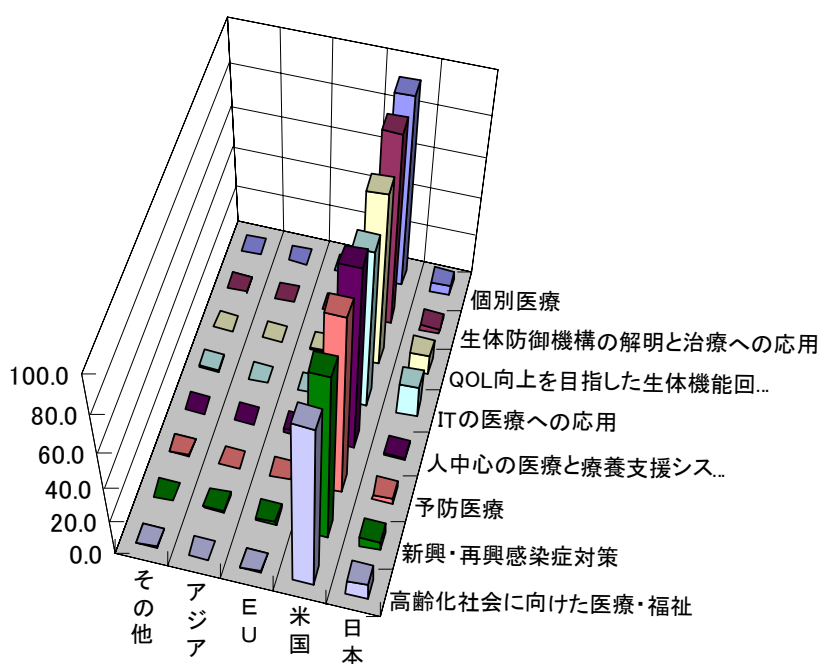 100.0
80.0
60.0
40.0
20.0
0.0
その他
アジア
EU
米国
日本
個別医療
生体防御機構の解明と治療への応用
QOL向上を目指した生体機能回...
ITの医療への応用
人中心の医療と療養支援シス...
予防医療
新興・再興感染症対策
高齢化社会に向けた医療・福祉